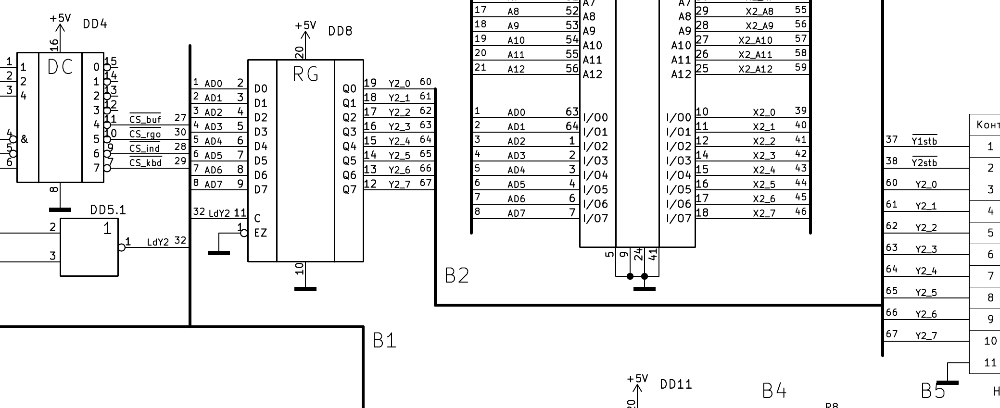 +5V DD4
16
DC
1 1 0 15
2 2 1 14
3 4 2 13
3 12
4 11 CS_buf 27
4 & 5 10 CS_rgo 30
5 6 9 CS_ind 28
6 7 7 CS_kbd 29
8
DD5.1
2 1
1 LdY2 32
3
+5V DD8
20
RG
1 AD0 2 D0 Q0 19 Y2_0 60
2 AD1 3 D1 Q1 18 Y2_1 61
3 AD2 4 D2 Q2 17 Y2_2 62
4 AD3 5 D3 Q3 16 Y2_3 63
5 AD4 6 D4 Q4 15 Y2_4 64
6 AD5 7 D5 Q5 14 Y2_5 65
7 AD6 8 D6 Q6 13 Y2_6 66
8 AD7 9 D7 Q7 12 Y2_7 67
32 LdY2 11 C
1 EZ
10
B2
B1
A7 A7
17 A8 52 A8 A8 29 X2_A8 55
18 A9 53 A9 A9 28 X2_A9 56
19 A10 54 A10 A10 27 X2_A10 57
20 A11 55 A11 A11 26 X2_A11 58
21 A12 56 A12 A12 25 X2_A12 59
1 AD0 63 I/O0 I/O0 10 X2_0 39
2 AD1 64 I/O1 I/O1 11 X2_1 40
3 AD2 1 I/O2 I/O2 12 X2_2 41
4 AD3 2 I/O3 I/O3 14 X2_3 42
5 AD4 3 I/O4 I/O4 15 X2_4 43
6 AD5 4 I/O5 I/O5 16 X2_5 44
7 AD6 6 I/O6 I/O6 17 X2_6 45
8 AD7 7 I/O7 I/O7 18 X2_7 46
5 9 24 41
Конт
37 Y1stb 1
38 Y2stb 2
60 Y2_0 3
61 Y2_1 4
62 Y2_2 5
63 Y2_3 6
64 Y2_4 7
65 Y2_5 8
66 Y2_6 9
67 Y2_7 10
11
+5V DD11
20
B4
B5
R8